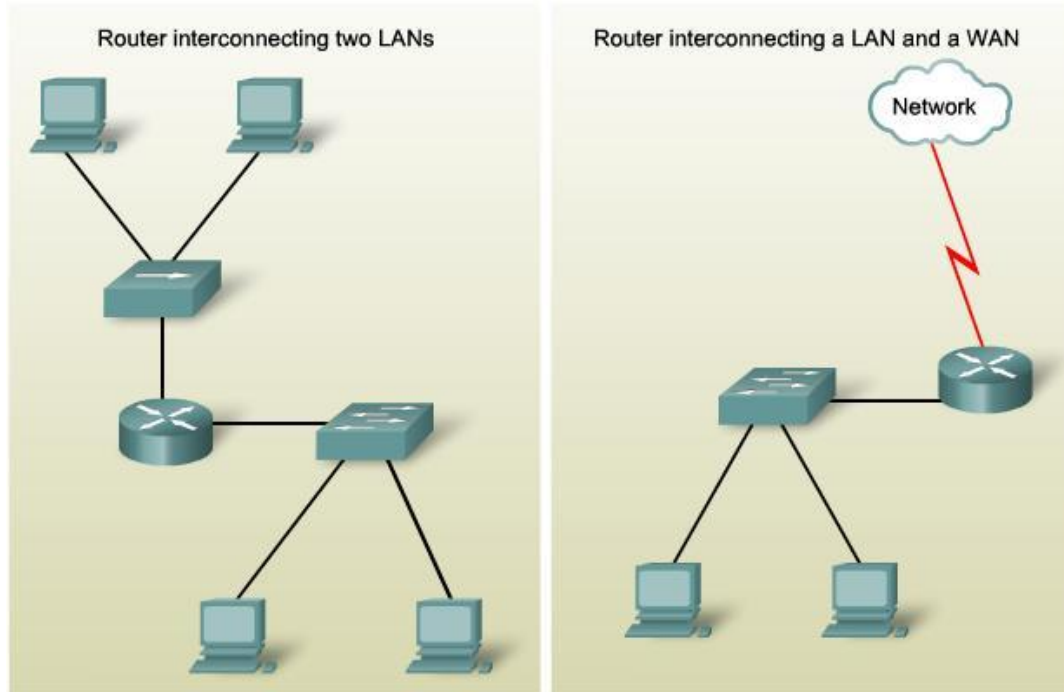 Router interconnecting two LANs
Router interconnecting a LAN and a WAN
Network